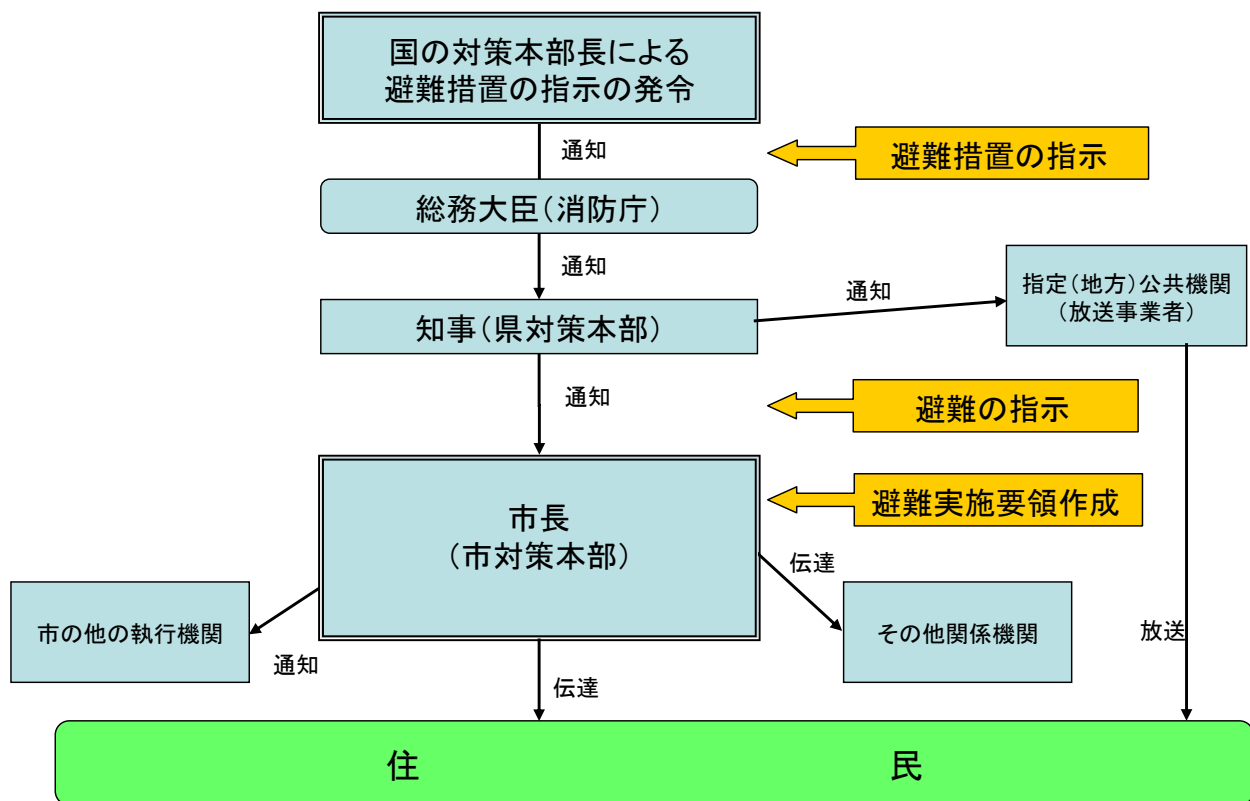 国の対策本部長による
避難措置の指示の発令
通知
避難措置の指示
総務大臣(消防庁)
通知
通知
指定(地方)公共機関
(放送事業者)
知事(県対策本部)
通知
避難の指示
避難実施要領作成
市長
(市対策本部)
伝達
市の他の執行機関
その他関係機関
放送
通知
伝達
住 民